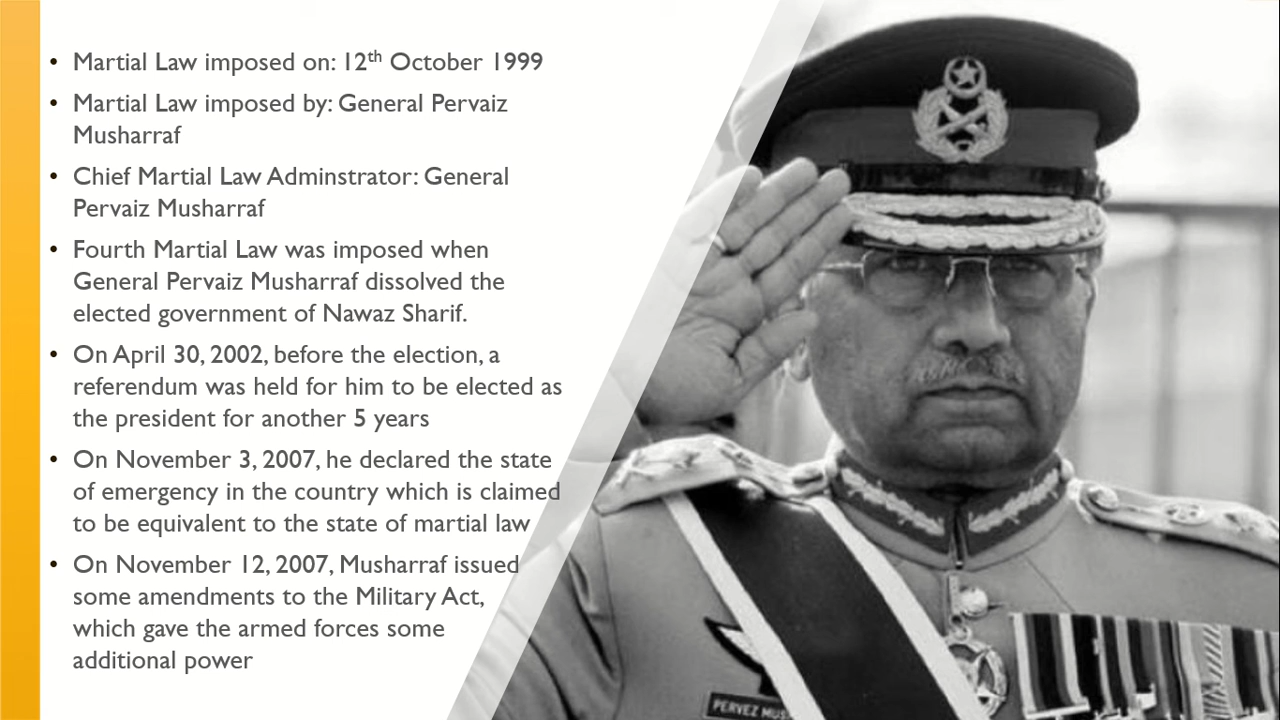 • Martial Law imposed on: 12th October 1999
• Martial Law imposed by: General Pervaiz
Musharraf
• Chief Martial Law Adminstrator: General
Pervaiz Musharraf
• Fourth Martial Law was imposed when
General Pervaiz Musharraf dissolved the
elected government of Nawaz Sharif.
• On April 30, 2002, before the election, a
referendum was held for him to be elected as
the president for another 5 years
• On November 3, 2007, he declared the state
of emergency in the country which is claimed
to be equivalent to the state of martial law
• On November 12, 2007, Musharraf issued
some amendments to the Military Act,
which gave the armed forces some
additional power
PERVEZ MUS